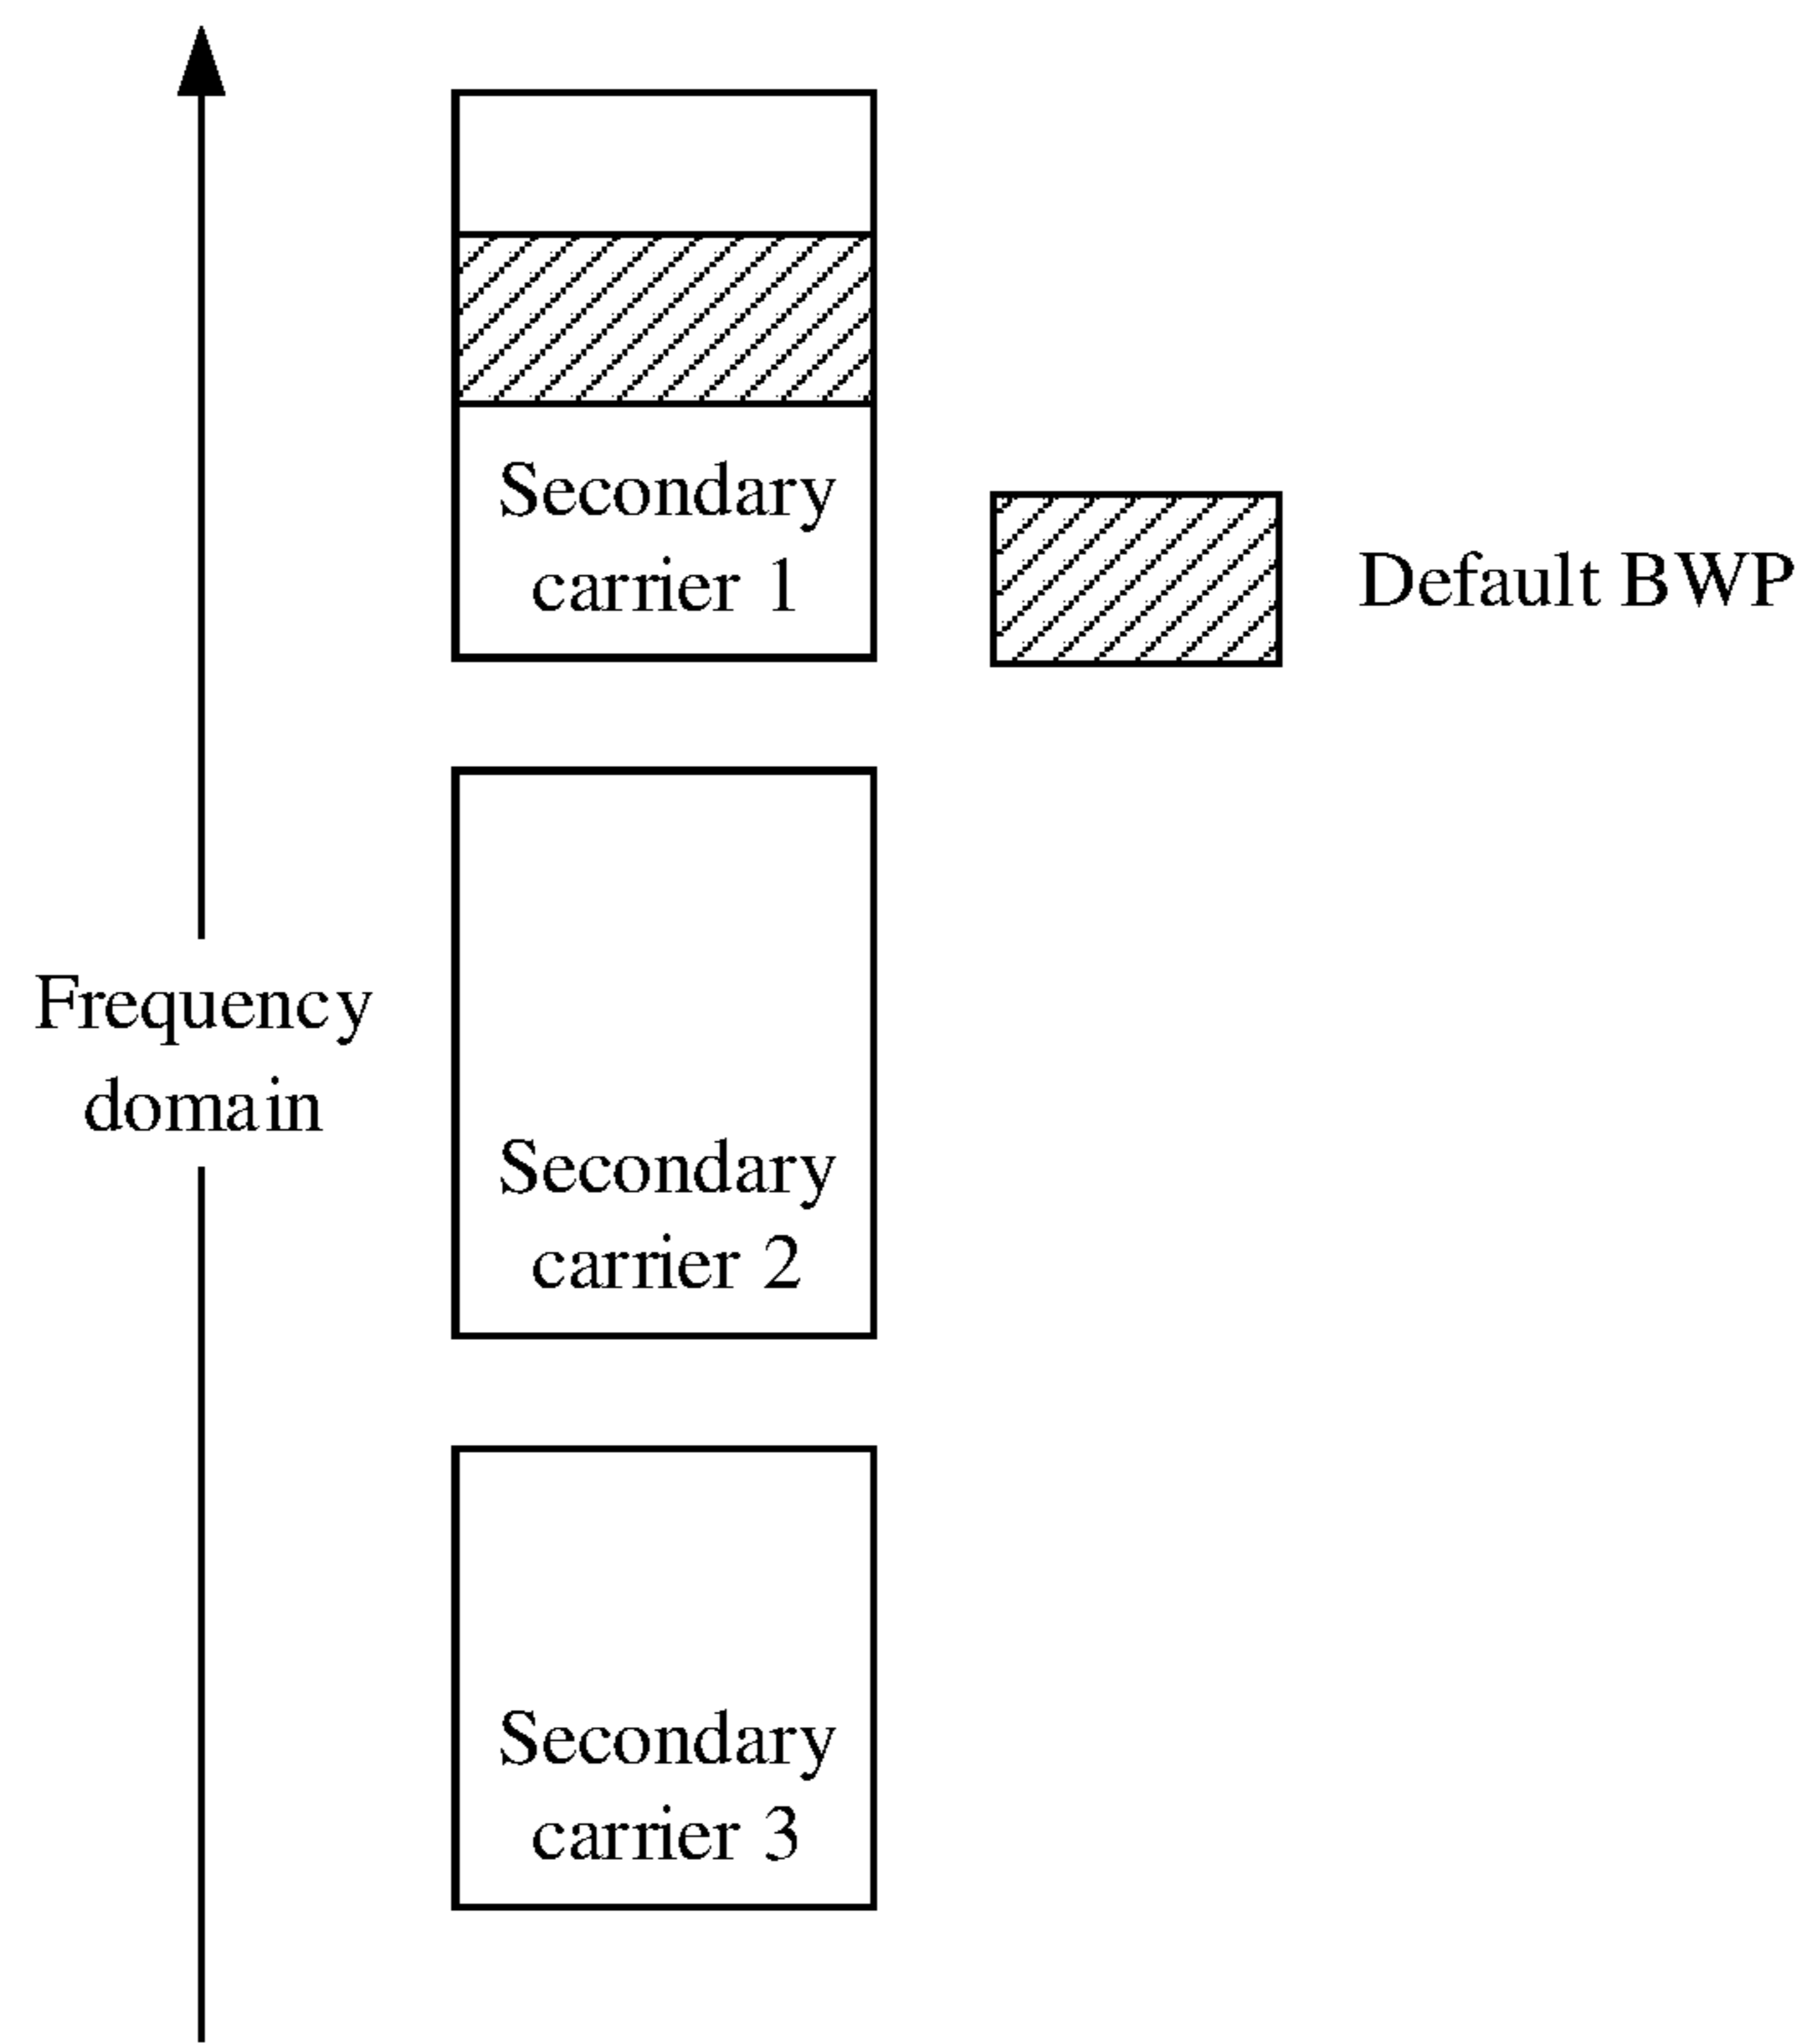 Secondary
carrier 1
Default BWP
Frequency
domain
Secondary
carrier 2
Secondary
carrier 3